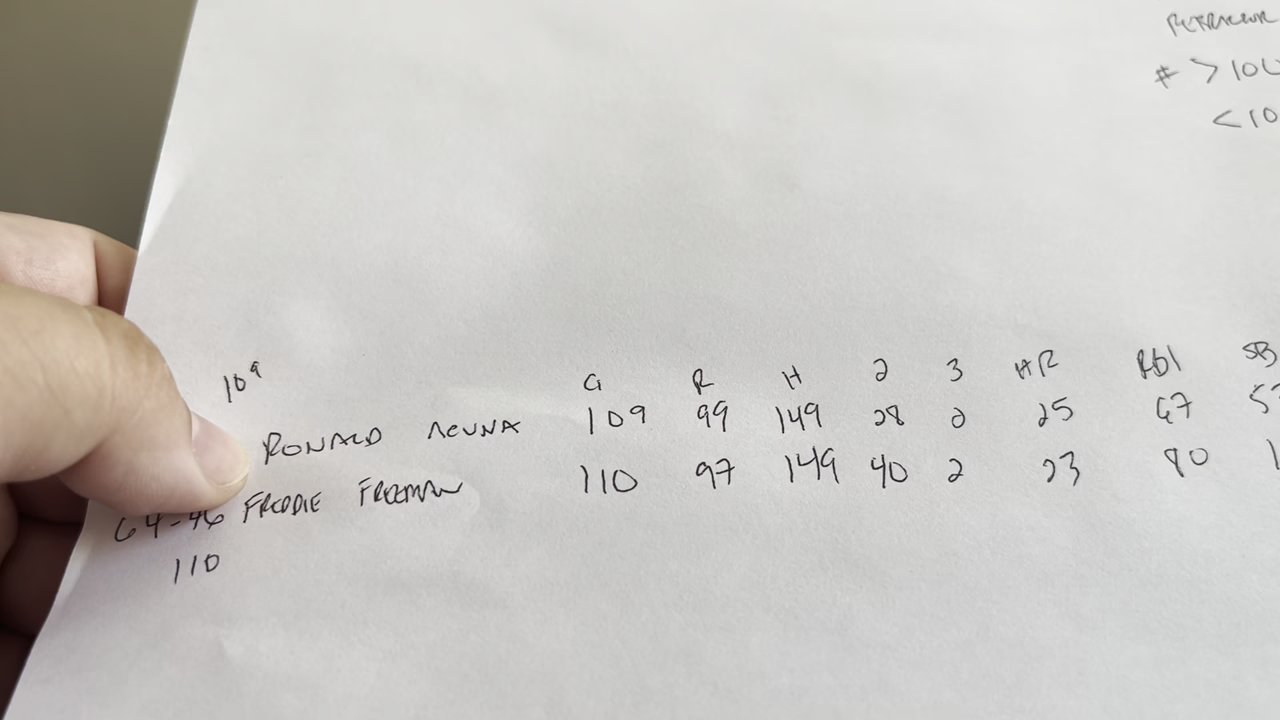 # > 10
< 10
109
G R H 2 3 HR RBI SB
RONALD ACUNA 109 99 149 28 2 25 67
64-46 FREDDIE FREEMAN 110 97 149 40 2 23 80
110